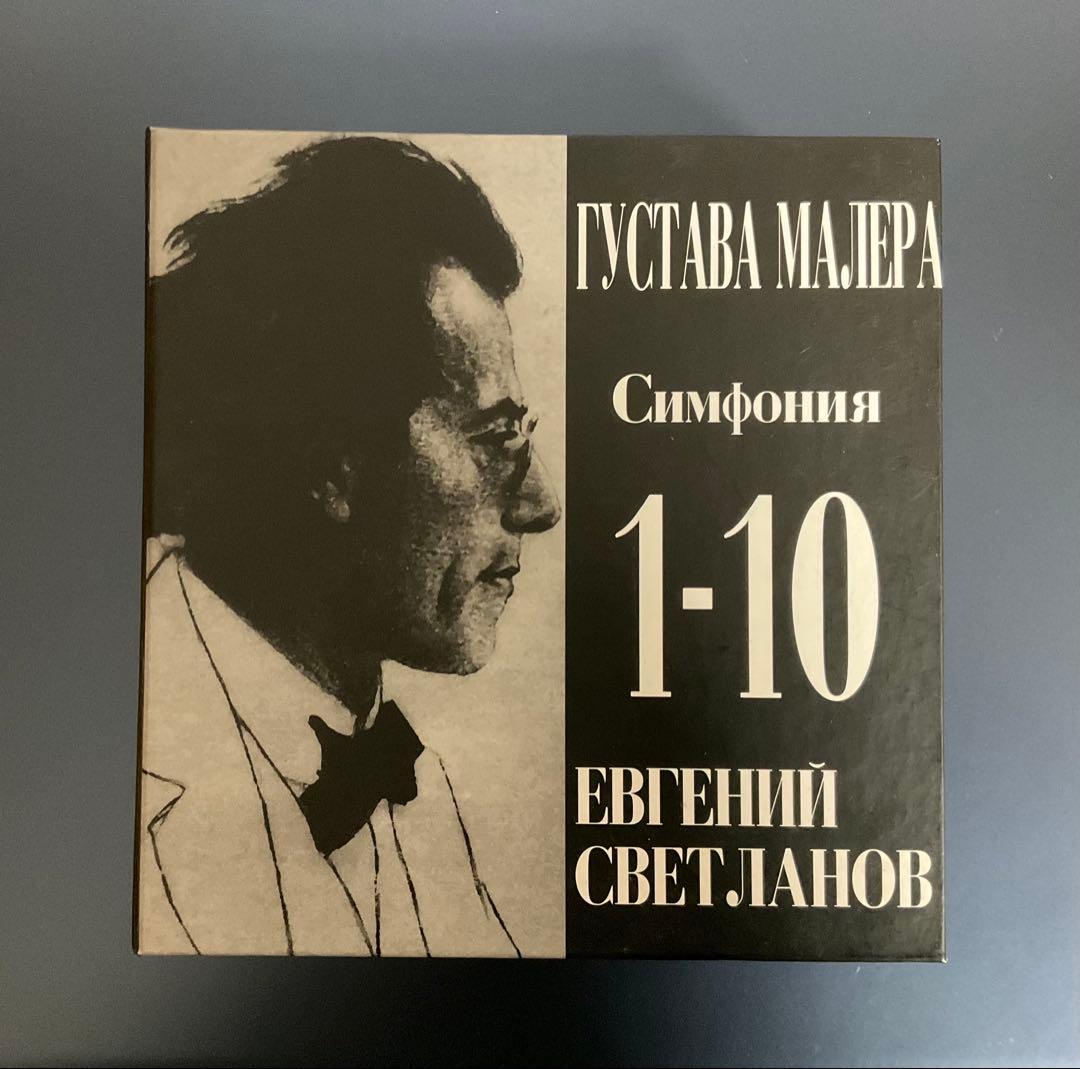 ГУСТАВА МАЛЕРА
Симфония
1-10
ЕВГЕНИЙ
СВЕТЛАНОВ